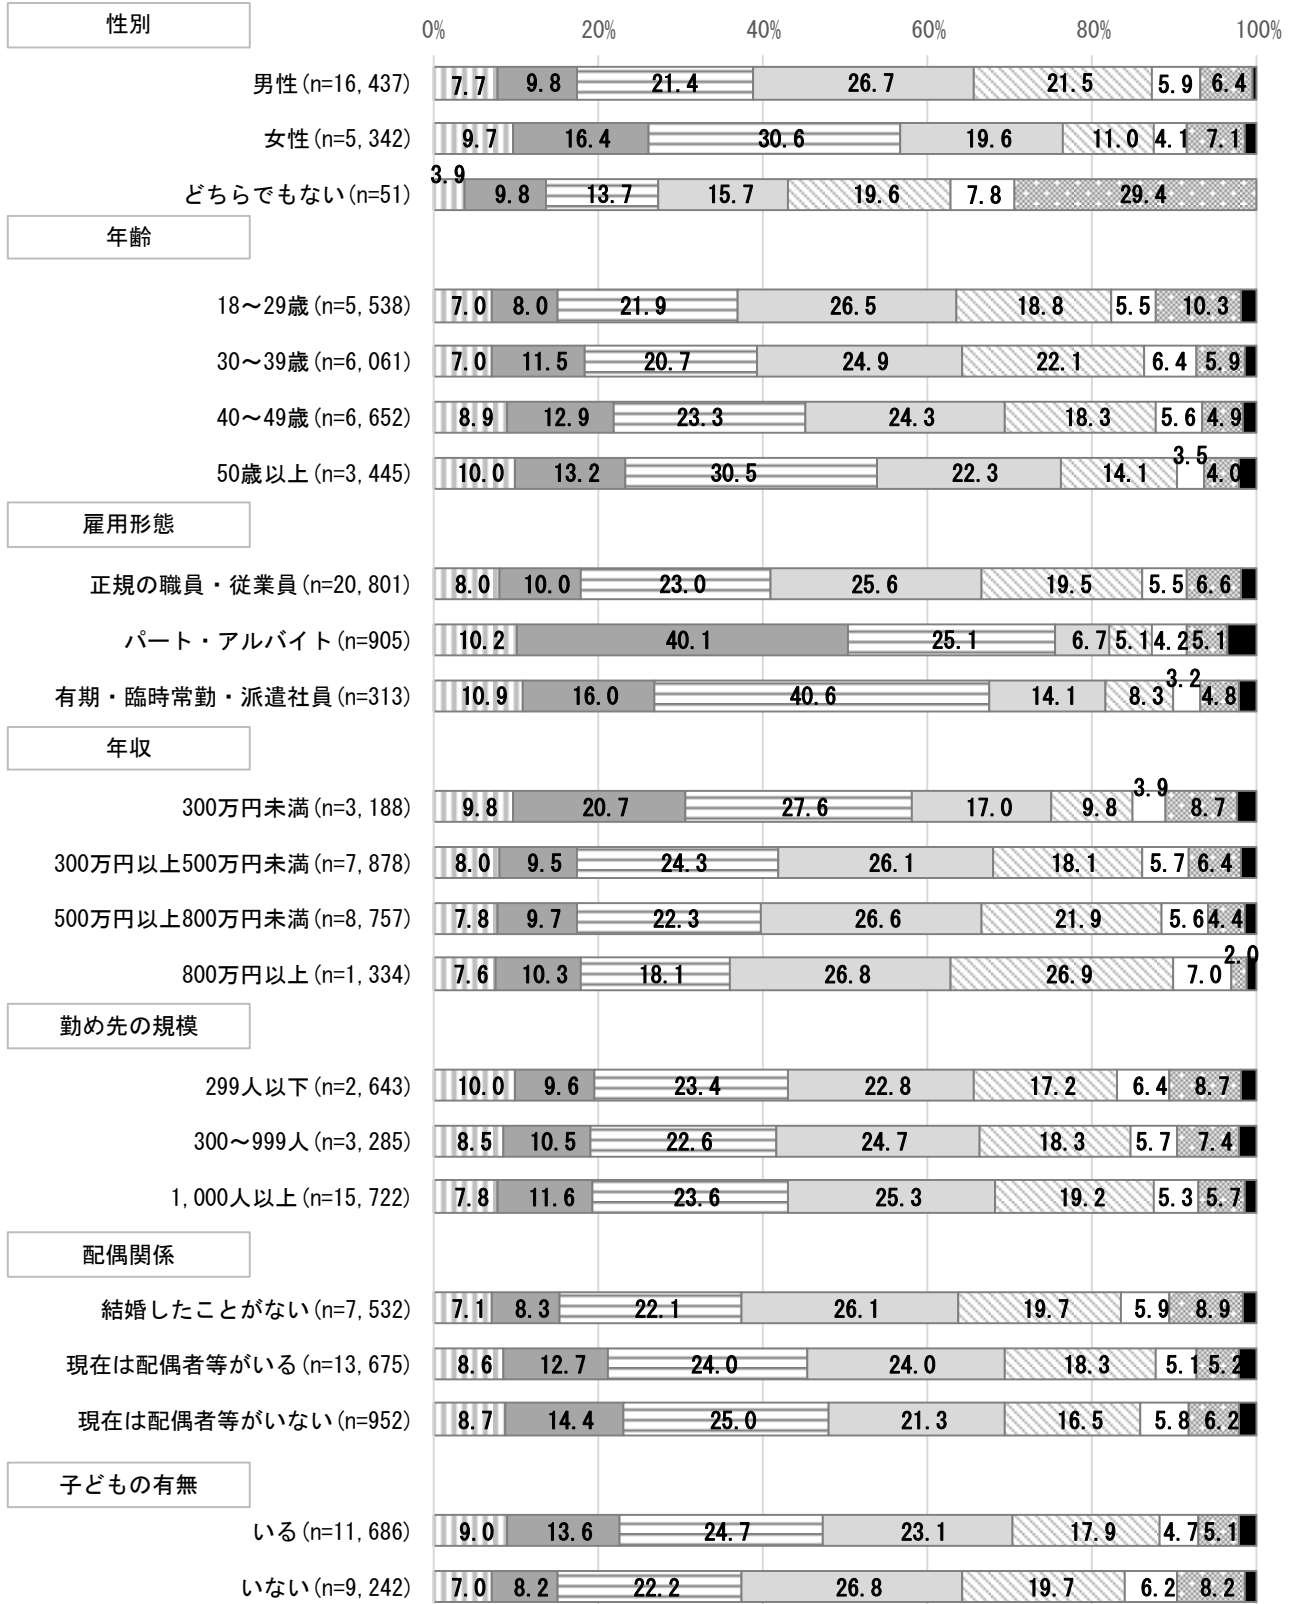 性別
0% 20% 40% 60% 80% 100%
男性(n=16,437) 7.7 9.8 21.4 26.7 21.5 5.9 6.4
女性(n=5,342) 9.7 16.4 30.6 19.6 11.0 4.1 7.1
どちらでもない(n=51) 3.9 9.8 13.7 15.7 19.6 7.8 29.4
年齢
18～29歳(n=5,538) 7.0 8.0 21.9 26.5 18.8 5.5 10.3
30～39歳(n=6,061) 7.0 11.5 20.7 24.9 22.1 6.4 5.9
40～49歳(n=6,652) 8.9 12.9 23.3 24.3 18.3 5.6 4.9
50歳以上(n=3,445) 10.0 13.2 30.5 22.3 14.1 3.5 4.0
雇用形態
正規の職員・従業員(n=20,801) 8.0 10.0 23.0 25.6 19.5 5.5 6.6
パート・アルバイト(n=905) 10.2 40.1 25.1 6.7 5.1 4.2 5.1
有期・臨時常勤・派遣社員(n=313) 10.9 16.0 40.6 14.1 8.3 3.2 4.8
年収
300万円未満(n=3,188) 9.8 20.7 27.6 17.0 9.8 3.9 8.7
300万円以上500万円未満(n=7,878) 8.0 9.5 24.3 26.1 18.1 5.7 6.4
500万円以上800万円未満(n=8,757) 7.8 9.7 22.3 26.6 21.9 5.6 4.4
800万円以上(n=1,334) 7.6 10.3 18.1 26.8 26.9 7.0 2.0
勤め先の規模
299人以下(n=2,643) 10.0 9.6 23.4 22.8 17.2 6.4 8.7
300～999人(n=3,285) 8.5 10.5 22.6 24.7 18.3 5.7 7.4
1,000人以上(n=15,722) 7.8 11.6 23.6 25.3 19.2 5.3 5.7
配偶関係
結婚したことがない(n=7,532) 7.1 8.3 22.1 26.1 19.7 5.9 8.9
現在は配偶者等がいる(n=13,675) 8.6 12.7 24.0 24.0 18.3 5.1 5.2
現在は配偶者等がいない(n=952) 8.7 14.4 25.0 21.3 16.5 5.8 6.2
子どもの有無
いる(n=11,686) 9.0 13.6 24.7 23.1 17.9 4.7 5.1
いない(n=9,242) 7.0 8.2 22.2 26.8 19.7 6.2 8.2